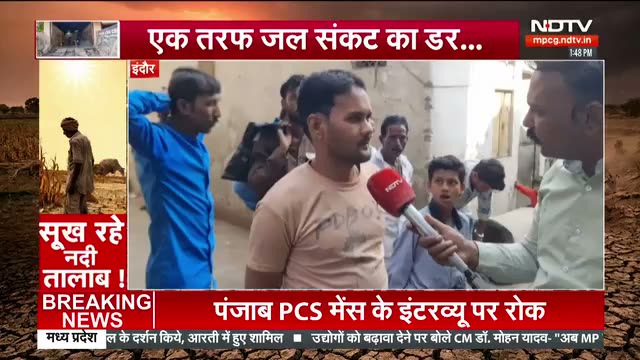 एक तरफ जल संकट का डर...
NDTV
mpcg.ndtv.in
1:48 PM
इंदौर
NDTV
सूख रहे
नदी
तालाब !
BREAKING
NEWS
पंजाब PCS मेंस के इंटरव्यू पर रोक
मध्य प्रदेश
ल के दर्शन किये, आरती में हुए शामिल ■ उद्योगों को बढ़ावा देने पर बोले CM डॉ. मोहन यादव- "अब MP